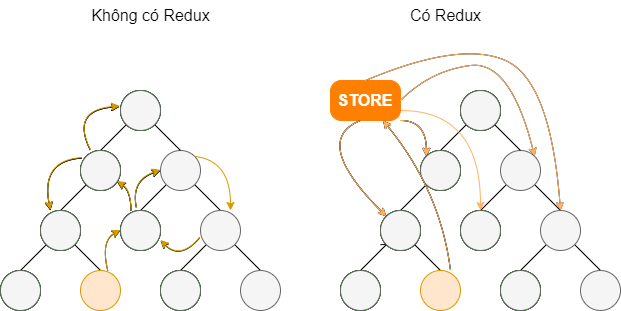 Không có Redux
Có Redux
STORE